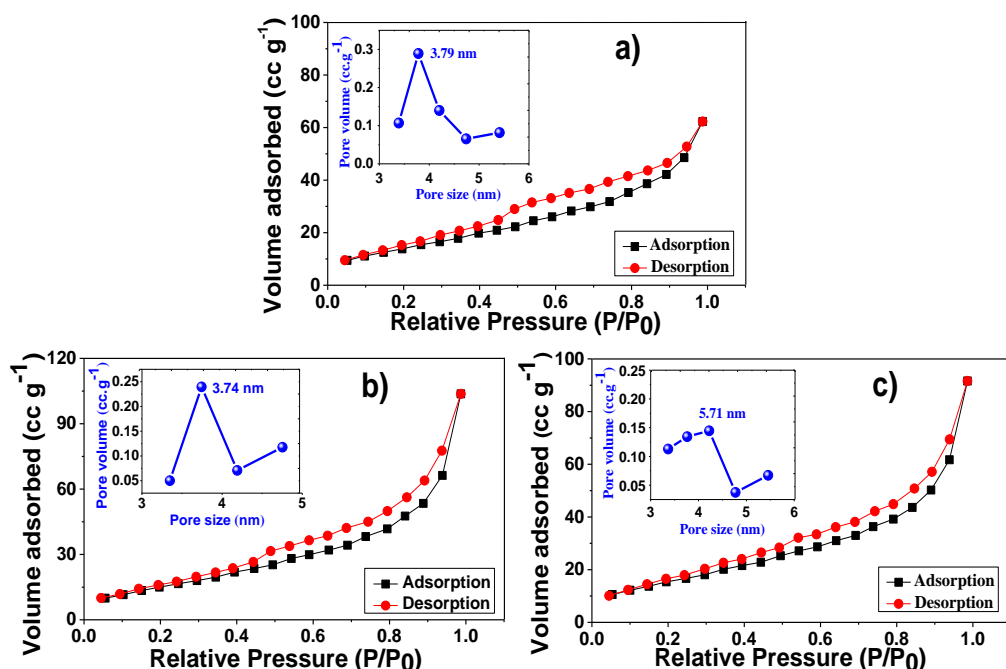 a)
Volume adsorbed (cc g-1)
100
80
60
40
20
0
0.0 0.2 0.4 0.6 0.8 1.0
Relative Pressure (P/P0)
Adsorption
Desorption
Pore volume (cc.g-1)
0.3
0.2
0.1
0.0
3 4 5 6
Pore size (nm)
3.79 nm
b)
Volume adsorbed (cc g-1)
120
90
60
30
0
0.0 0.2 0.4 0.6 0.8 1.0
Relative Pressure (P/P0)
Adsorption
Desorption
Pore volume (cc.g-1)
0.25
0.20
0.15
0.10
0.05
3 4 5
Pore size (nm)
3.74 nm
c)
Volume adsorbed (cc g-1)
100
80
60
40
20
0
0.0 0.2 0.4 0.6 0.8 1.0
Relative Pressure (P/P0)
Adsorption
Desorption
Pore volume (cc.g-1)
0.25
0.20
0.15
0.10
0.05
3 4 5 6
Pore size (nm)
5.71 nm